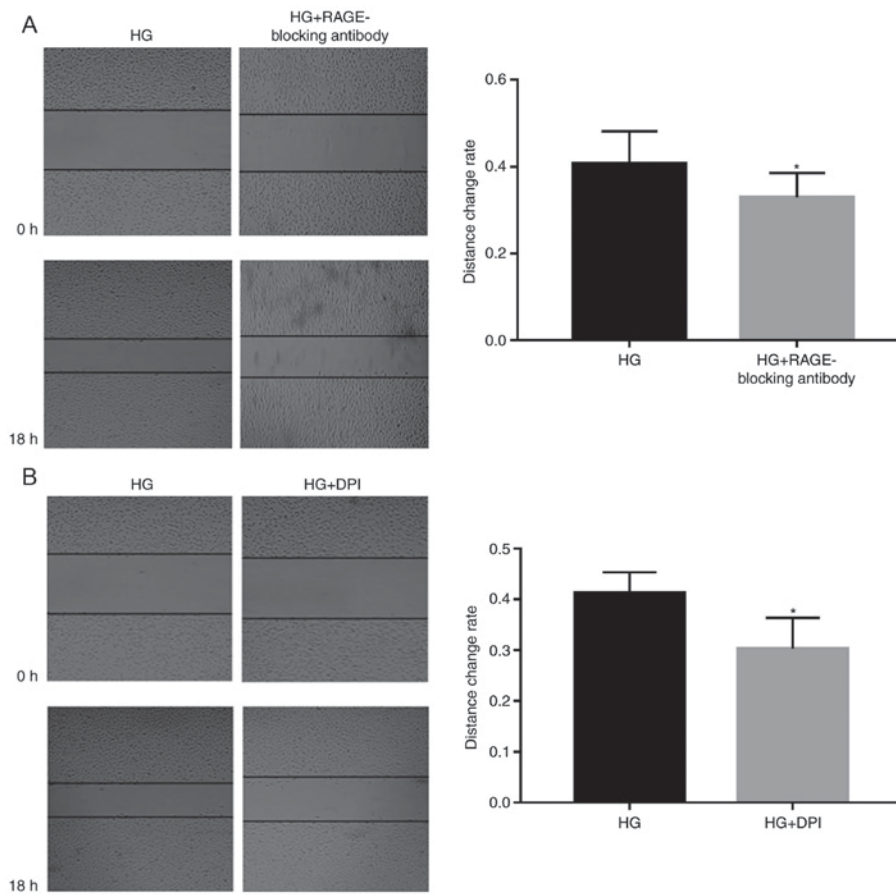 A
HG
HG+RAGE-
blocking antibody
0 h
18 h
Distance change rate
0.6
0.4
0.2
0.0
*
HG
HG+RAGE-
blocking antibody
B
HG
HG+DPI
0 h
18 h
Distance change rate
0.5
0.4
0.3
0.2
0.1
0.0
*
HG
HG+DPI